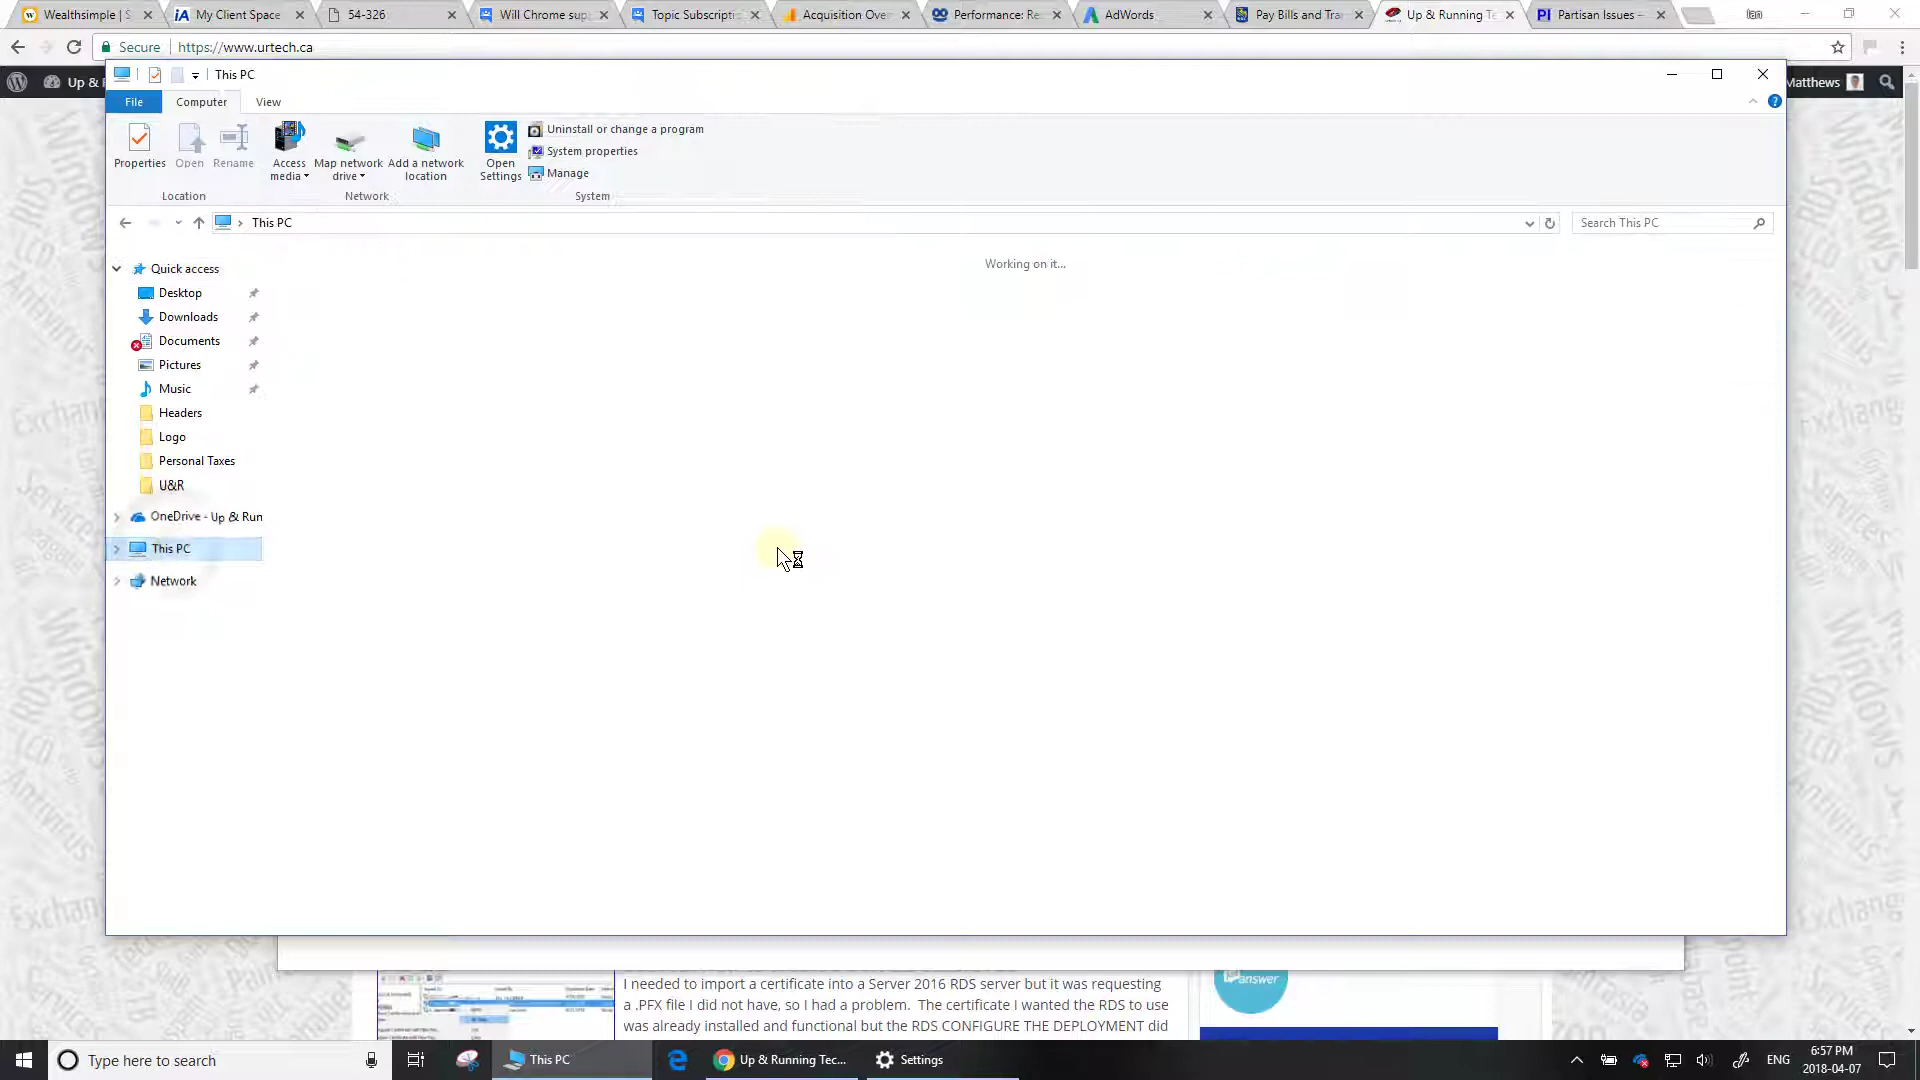 Wealthsimple | S
My Client Space
54-326
Will Chrome sup
Topic Subscripti
Acquisition Ove
Performance: Re
AdWords
Pay Bills and Tra
Up & Running Te
Partisan Issues –
Ian
Secure
https://www.urtech.ca
Up & R
Matthews
This PC
File
Computer
View
Properties
Open
Rename
Access media
Map network drive
Add a network location
Open Settings
Uninstall or change a program
System properties
Manage
Location
Network
System
This PC
Search This PC
Working on it...
Quick access
Desktop
Downloads
Documents
Pictures
Music
Headers
Logo
Personal Taxes
U&R
OneDrive - Up & Run
This PC
Network
I needed to import a certificate into a Server 2016 RDS server but it was requesting
a .PFX file I did not have, so I had a problem.  The certificate I wanted the RDS to use
was already installed and functional but the RDS CONFIGURE THE DEPLOYMENT did
answer
Type here to search
This PC
Up & Running Tec...
Settings
ENG
6:57 PM
2018-04-07